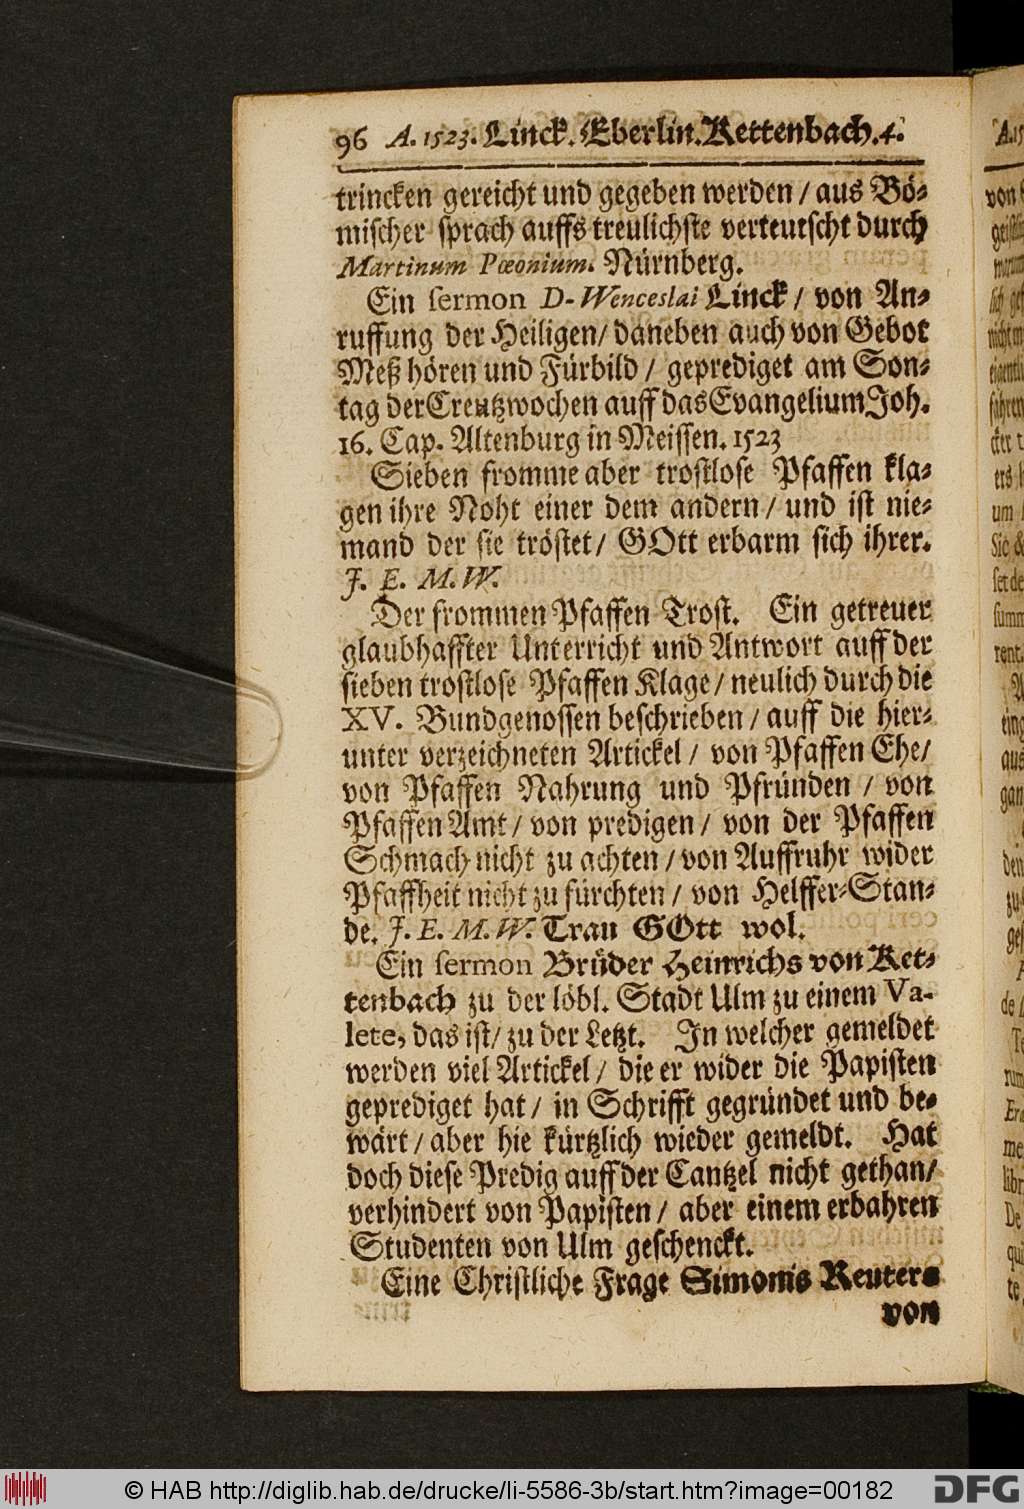 96 A. 1523. Linck. Eberlin. Kettenbach. 4.
trincken gereicht und gegeben werden / aus Bö-
mischer sprach auffs treulichste verteutscht durch
Martinum Pœonium. Nürnberg.
Ein sermon D. Wenceslai Linck / von An-
ruffung der Heiligen / daneben auch von Gebot
Meß hören und Fürbild / geprediget am Son-
tag der Creutzwochen auff das Evangelium Joh.
16. Cap. Altenburg in Meissen. 1523
Sieben fromme aber trostlose Pfaffen kla-
gen ihre Noht einer dem andern / und ist nie-
mand der sie tröstet / GOtt erbarm sich ihrer.
J. E. M. W.
Der frommen Pfaffen Trost. Ein getreuer
glaubhaffter Unterricht und Antwort auff der
sieben trostlose Pfaffen Klage / neulich durch die
XV. Bundgenossen beschrieben / auff die hier-
unter verzeichneten Artickel / von Pfaffen Ehe /
von Pfaffen Nahrung und Pfründen / von
Pfaffen Amt / von predigen / von der Pfaffen
Schmach nicht zu achten / von Auffruhr wider
Pfaffheit nicht zu fürchten / von Helffer-Stan-
de. J. E. M. W. Trau GOtt wol.
Ein sermon Brüder Heinrichs von Ket-
tenbach zu der löbl. Stadt Ulm zu einem Va-
lete, das ist / zu der Letzt. In welcher gemeldet
werden viel Artickel / die er wider die Papisten
geprediget hat / in Schrifft gegründet und be-
wärt / aber hie kürtzlich wieder gemeldt. Hat
doch diese Predig auff der Cantzel nicht gethan /
verhindert von Papisten / aber einem erbahren
Studenten von Ulm geschenckt.
Eine Christliche Frage Simonis Reuters
von
© HAB http://diglib.hab.de/drucke/li-5586-3b/start.htm?image=00182
DFG